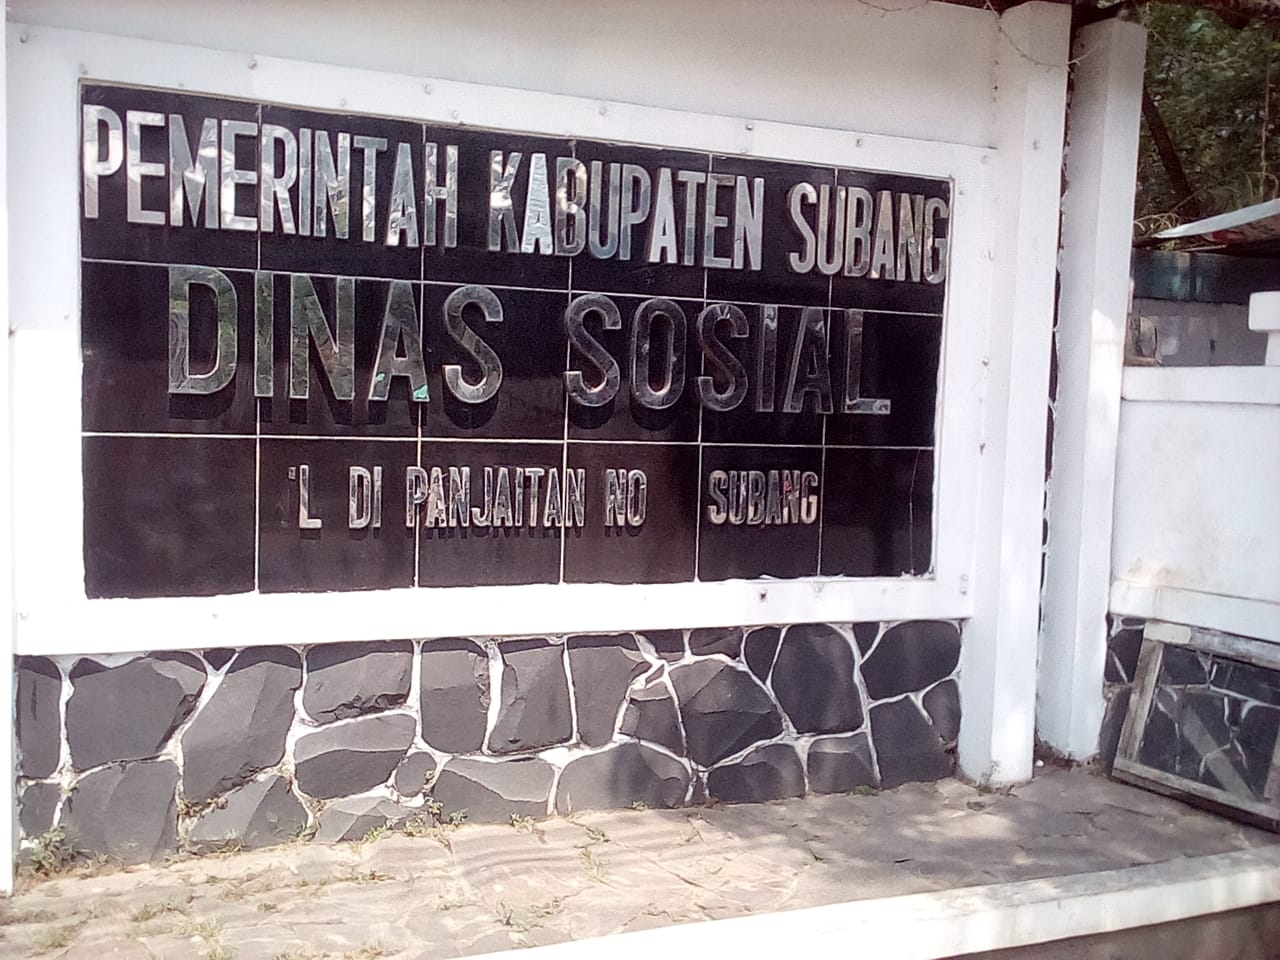 PEMERINTAH KABUPATEN SUBANG
DINAS SOSIAL
L DI PANJAITAN NO SUBANG